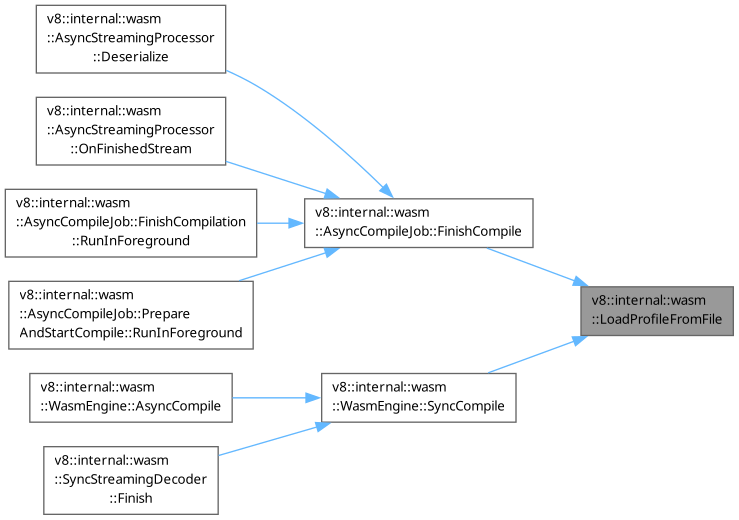 v8::internal::wasm
::AsyncStreamingProcessor
::Deserialize
v8::internal::wasm
::AsyncStreamingProcessor
::OnFinishedStream
v8::internal::wasm
::AsyncCompileJob::FinishCompilation
::RunInForeground
v8::internal::wasm
::AsyncCompileJob::Prepare
AndStartCompile::RunInForeground
v8::internal::wasm
::WasmEngine::AsyncCompile
v8::internal::wasm
::SyncStreamingDecoder
::Finish
v8::internal::wasm
::AsyncCompileJob::FinishCompile
v8::internal::wasm
::WasmEngine::SyncCompile
v8::internal::wasm
::LoadProfileFromFile